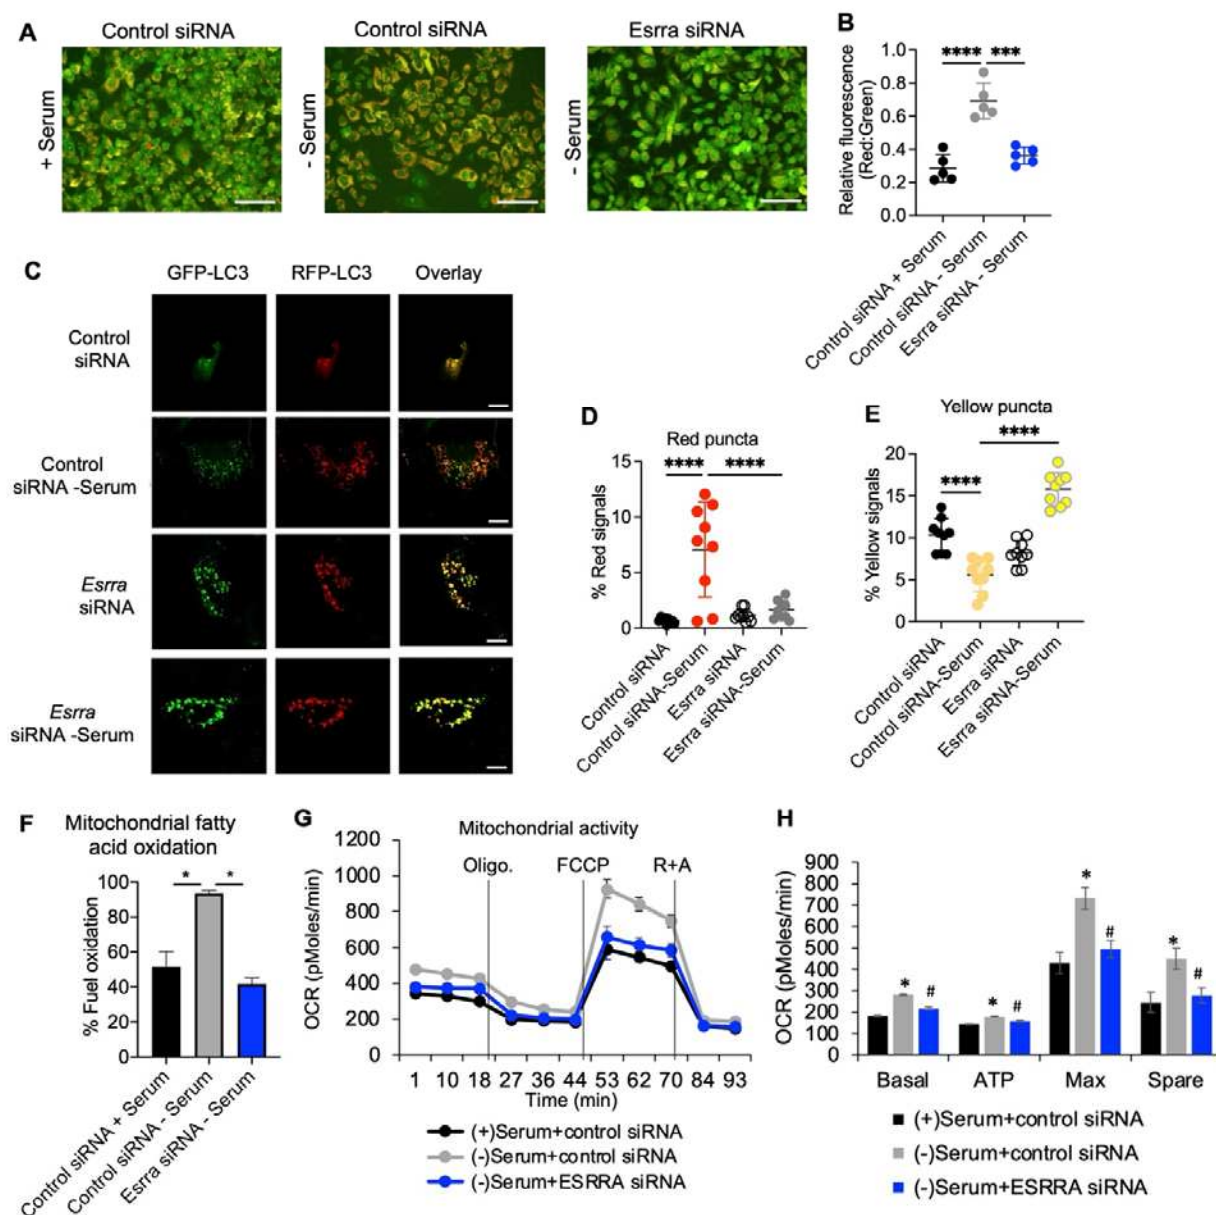 A
Control siRNA
Control siRNA
Esrra siRNA
+ Serum
- Serum
- Serum
B
**** ***
Relative fluorescence
(Red:Green)
1.0
0.8
0.6
0.4
0.2
0.0
Control siRNA + Serum
Control siRNA - Serum
Esrra siRNA - Serum
C
GFP-LC3
RFP-LC3
Overlay
Control
siRNA
Control
siRNA -Serum
Esrra
siRNA
Esrra
siRNA -Serum
D
Red puncta
**** ****
% Red signals
15
10
5
0
Control siRNA
Control siRNA-Serum
Esrra siRNA
Esrra siRNA-Serum
E
Yellow puncta
****
****
% Yellow signals
20
15
10
5
0
Control siRNA
Control siRNA-Serum
Esrra siRNA
Esrra siRNA-Serum
F
Mitochondrial fatty
acid oxidation
* *
% Fuel oxidation
100
80
60
40
20
0
Control siRNA + Serum
Control siRNA - Serum
Esrra siRNA - Serum
G
Mitochondrial activity
Oligo. FCCP R+A
OCR (pMoles/min)
1200
1000
800
600
400
200
0
1 10 18 27 36 44 53 62 70 84 93
Time (min)
(+)Serum+control siRNA
(-)Serum+control siRNA
(-)Serum+ESRRA siRNA
H
OCR (pMoles/min)
900
800
700
600
500
400
300
200
100
0
* # * # * # * #
Basal ATP Max Spare
(+)Serum+control siRNA
(-)Serum+control siRNA
(-)Serum+ESRRA siRNA